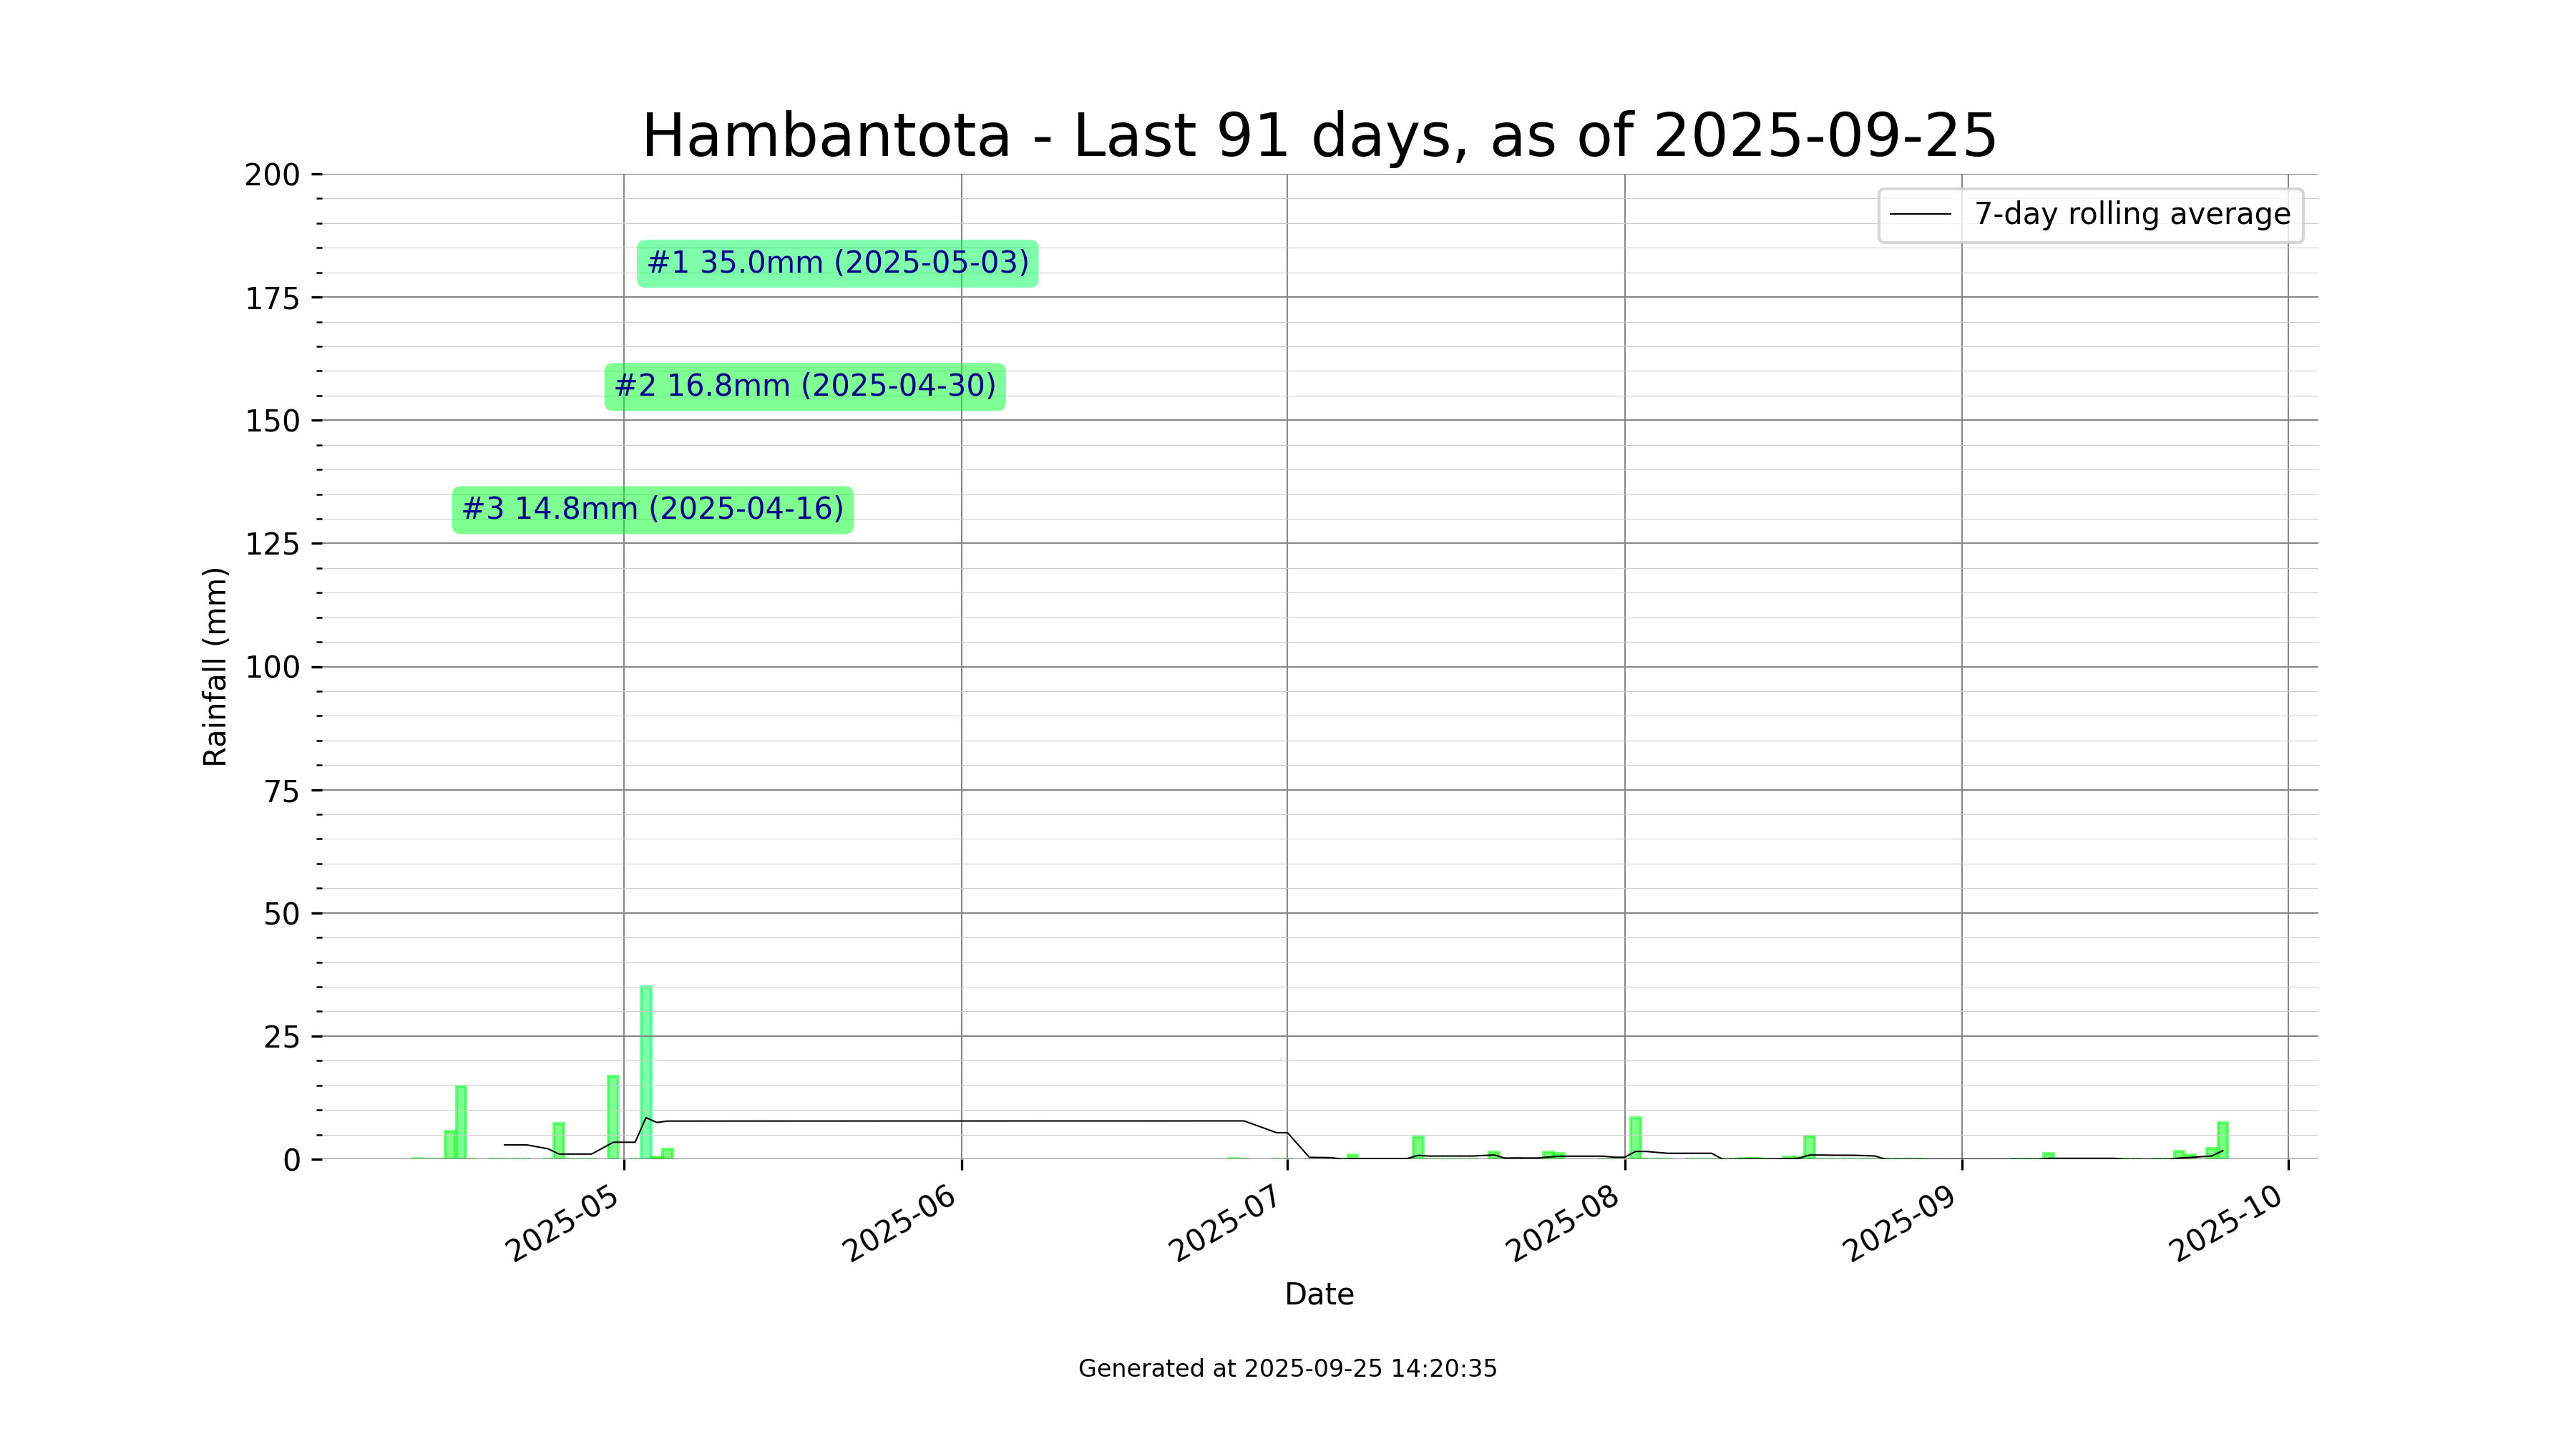 Hambantota - Last 91 days, as of 2025-09-25
200
175
150
125
100
75
50
25
0
Rainfall (mm)
7-day rolling average
#1 35.0mm (2025-05-03)
#2 16.8mm (2025-04-30)
#3 14.8mm (2025-04-16)
2025-05
2025-06
2025-07
2025-08
2025-09
2025-10
Date
Generated at 2025-09-25 14:20:35